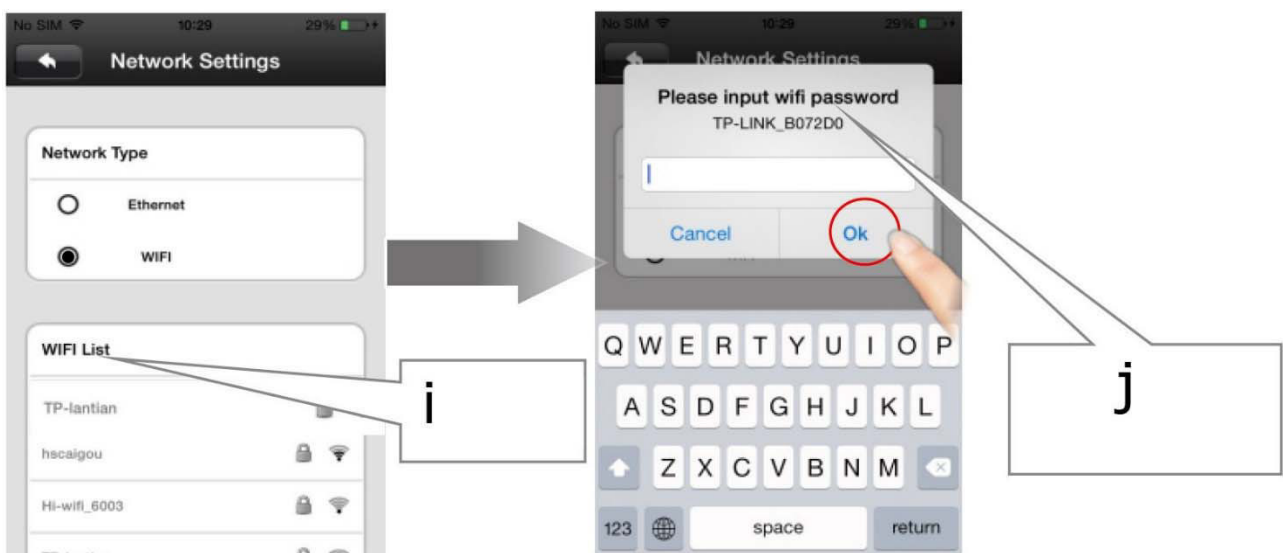 No SIM 10:29 29%
Network Settings
Network Type
Ethernet
WIFI
WIFI List
TP-lantian
hscaigou
Hi-wifi_6003
i
No SIM 10:29 29%
Network Settings
Please input wifi password
TP-LINK_B072D0
Cancel Ok
Q W E R T Y U I O P
A S D F G H J K L
Z X C V B N M
123 space return
j